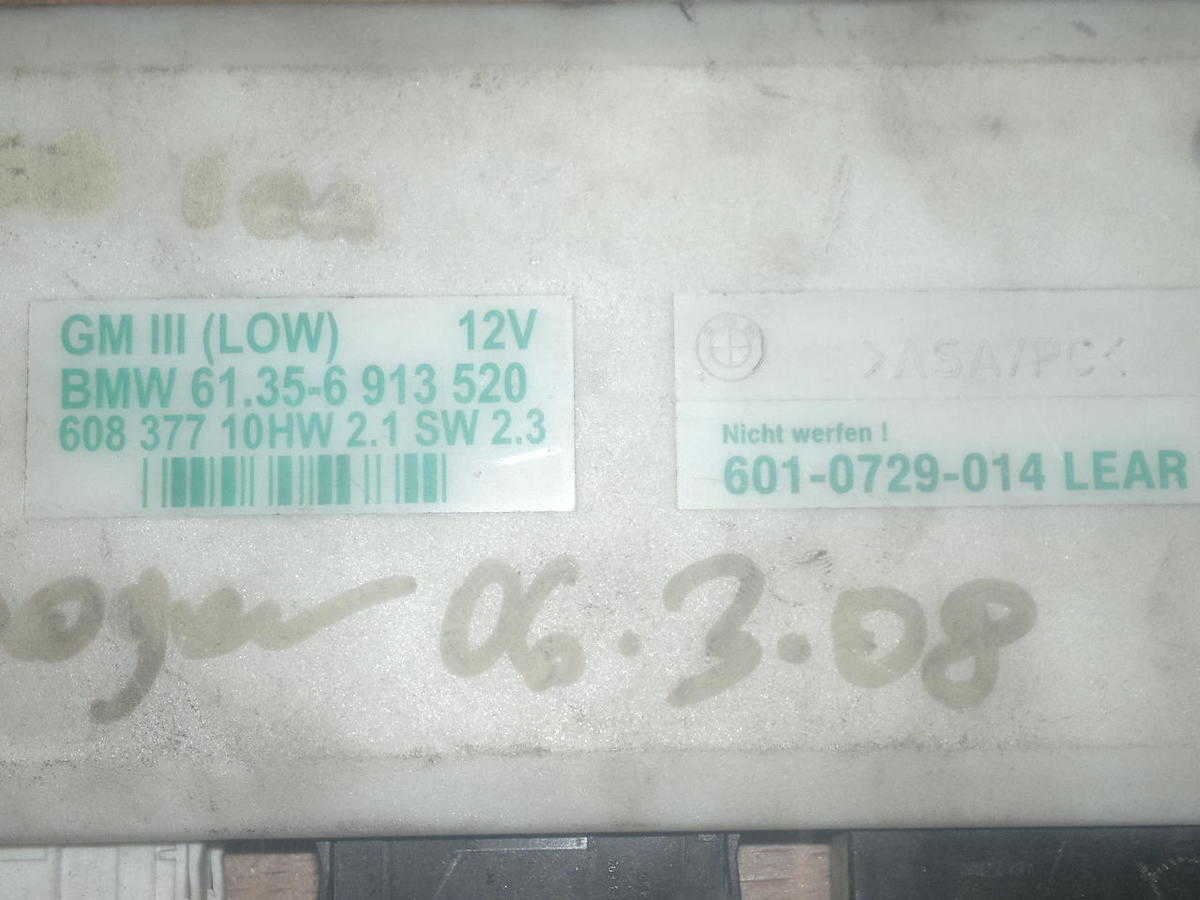 GM III (LOW) 12V
BMW 61.35-6 913 520
608 377 10HW 2.1 SW 2.3
>ASA/PC<
Nicht werfen !
601-0729-014 LEAR
06.3.08